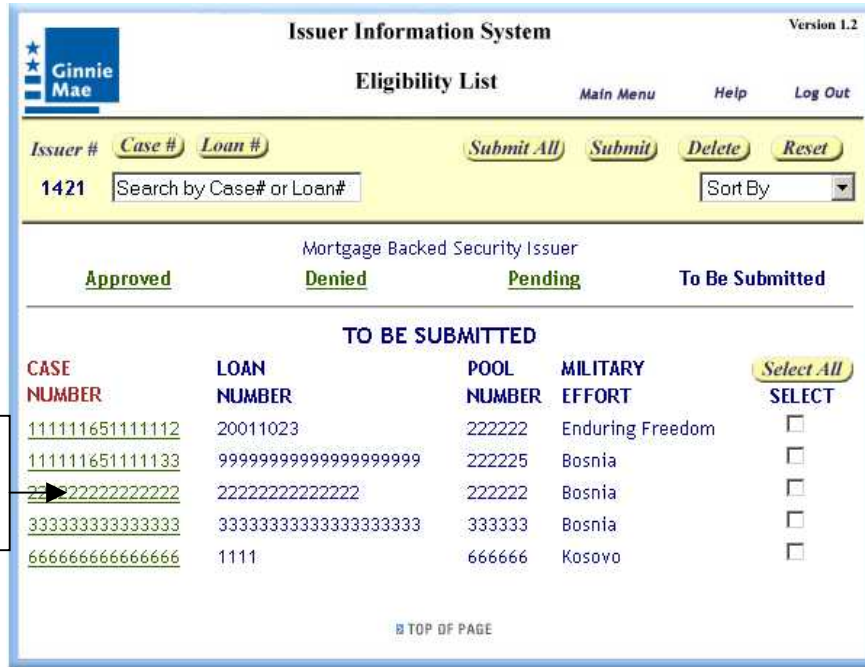 Issuer Information System
Version 1.2
Ginnie Mae
Eligibility List
Main Menu Help Log Out
Issuer # Case # Loan # Submit All Submit Delete Reset
1421 Search by Case# or Loan# Sort By
Mortgage Backed Security Issuer
Approved Denied Pending To Be Submitted
TO BE SUBMITTED
CASE LOAN POOL MILITARY Select All
NUMBER NUMBER NUMBER EFFORT SELECT
111111651111112 20011023 222222 Enduring Freedom
111111651111133 99999999999999999999 222225 Bosnia
222222222222222 22222222222222 222222 Bosnia
333333333333333 33333333333333333333 333333 Bosnia
666666666666666 1111 666666 Kosovo
TOP OF PAGE